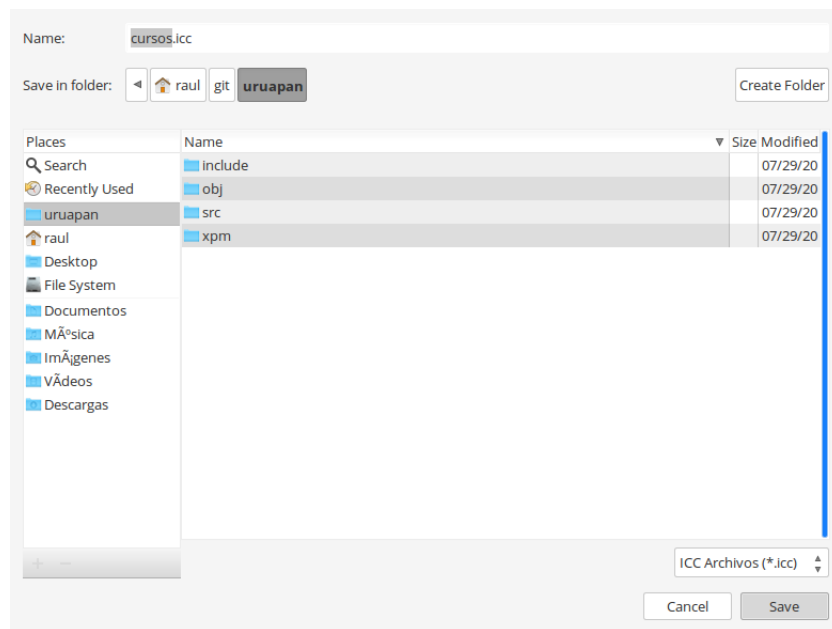 Name: cursos.icc
Save in folder: raul git uruapan Create Folder
Places Name Size Modified
Search include 07/29/20
Recently Used obj 07/29/20
uruapan src 07/29/20
raul xpm 07/29/20
Desktop
File System
Documentos
MÃºsica
ImÃ¡genes
VÃ­deos
Descargas
ICC Archivos (*.icc)
Cancel Save